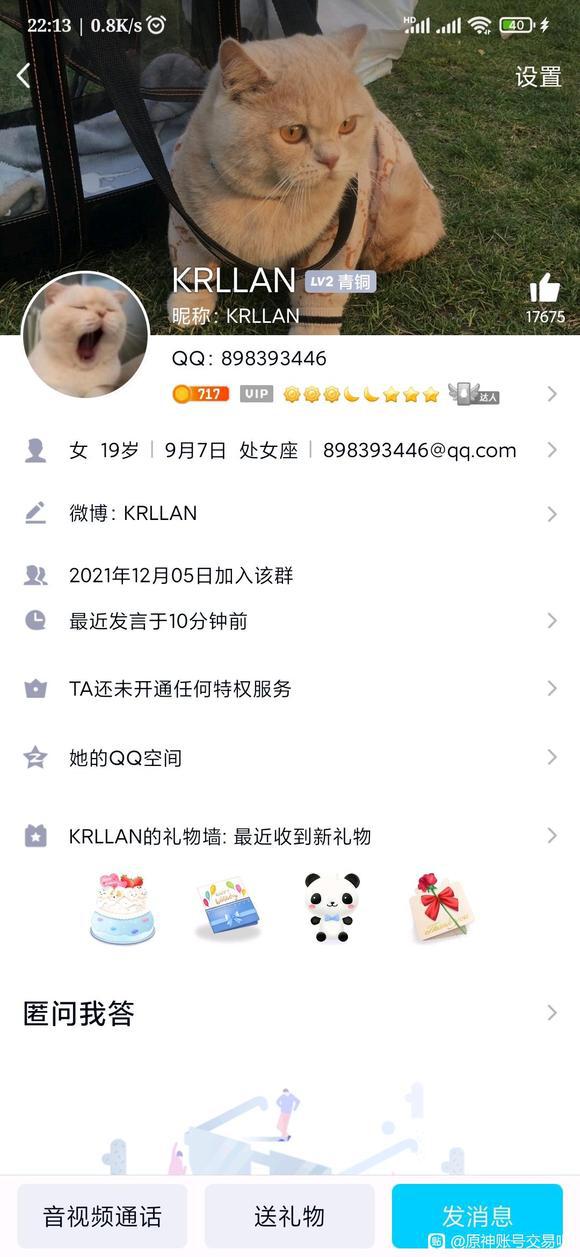 22:13 | 0.8K/s
HD
40
设置
KRLLAN LV2 青铜
昵称：KRLLAN
17675
QQ：898393446
717 VIP 达人
女 19岁 | 9月7日 处女座 | 898393446@qq.com
微博：KRLLAN
2021年12月05日加入该群
最近发言于10分钟前
TA还未开通任何特权服务
她的QQ空间
KRLLAN的礼物墙: 最近收到新礼物
匿问我答
音视频通话
送礼物
发消息
贴 @原神账号交易吧